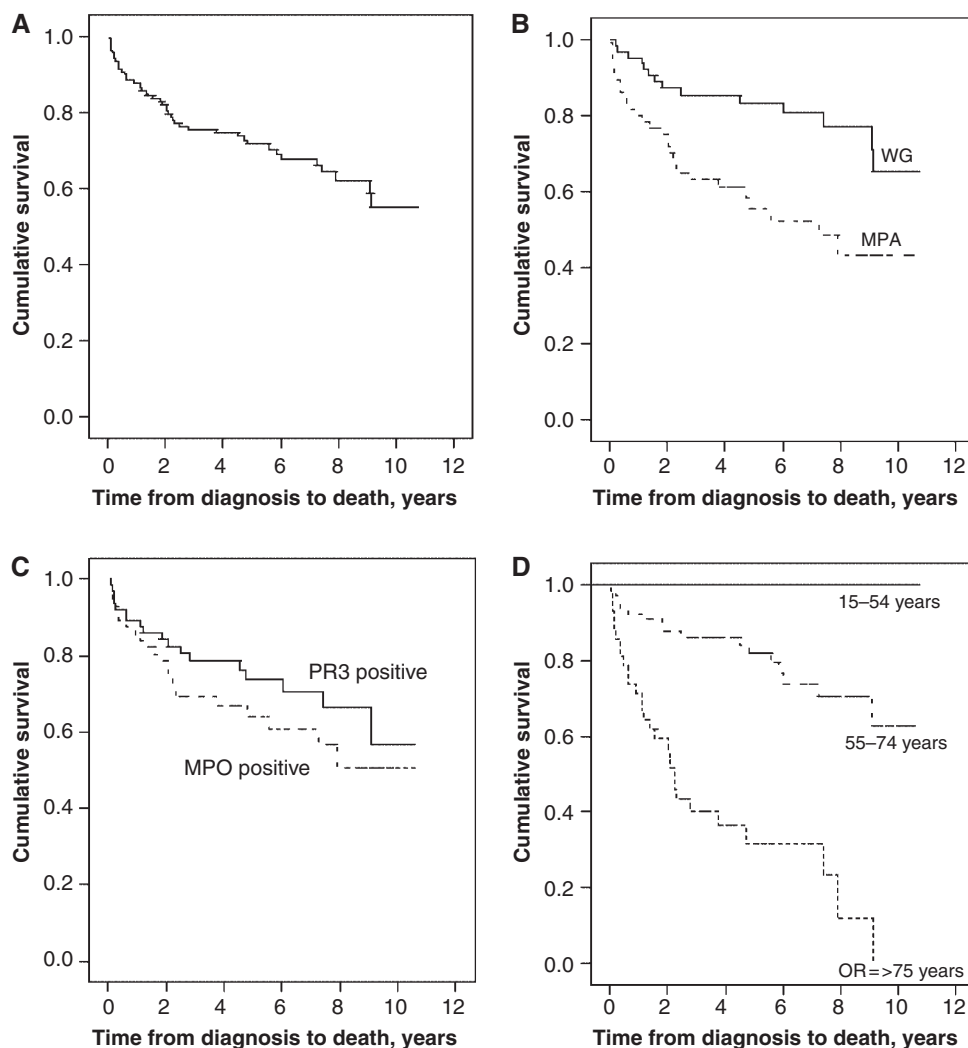 A
Cumulative survival
1.0
0.8
0.6
0.4
0.2
0.0
0 2 4 6 8 10 12
Time from diagnosis to death, years
B
Cumulative survival
1.0
0.8
0.6
0.4
0.2
0.0
WG
MPA
0 2 4 6 8 10 12
Time from diagnosis to death, years
C
Cumulative survival
1.0
0.8
0.6
0.4
0.2
0.0
PR3 positive
MPO positive
0 2 4 6 8 10 12
Time from diagnosis to death, years
D
Cumulative survival
1.0
0.8
0.6
0.4
0.2
0.0
15–54 years
55–74 years
OR=>75 years
0 2 4 6 8 10 12
Time from diagnosis to death, years